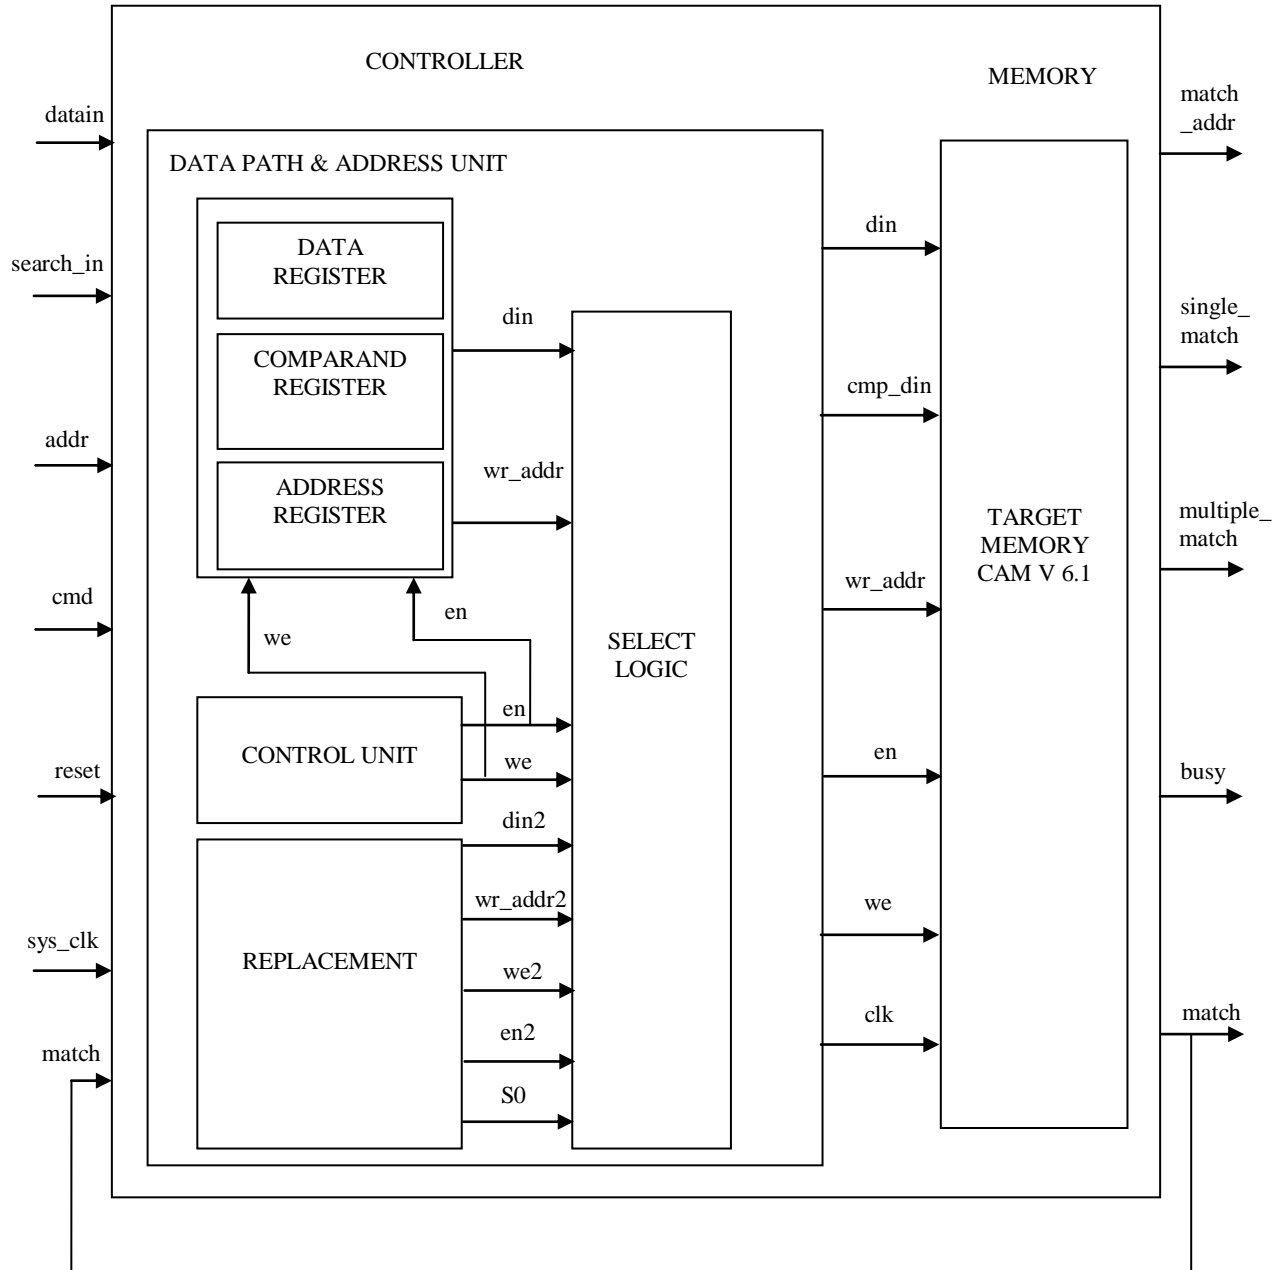 CONTROLLER
MEMORY
datain
search_in
addr
cmd
reset
sys_clk
match
DATA PATH & ADDRESS UNIT
DATA
REGISTER
COMPARAND
REGISTER
ADDRESS
REGISTER
din
wr_addr
we
en
CONTROL UNIT
en
we
REPLACEMENT
din2
wr_addr2
we2
en2
S0
SELECT
LOGIC
din
cmp_din
wr_addr
en
we
clk
TARGET
MEMORY
CAM V 6.1
match
_addr
single_
match
multiple_
match
busy
match